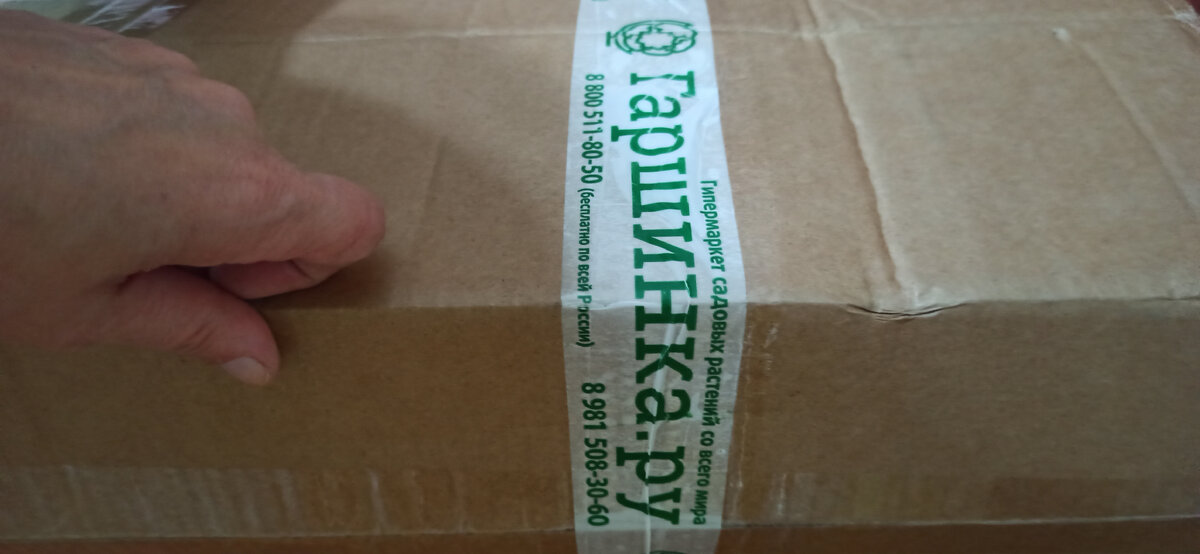 Гипермаркет садовых растений со всего мира
Гаршинка.ру
8 800 511-80-50 (бесплатно по всей России) 8 981 508-30-60